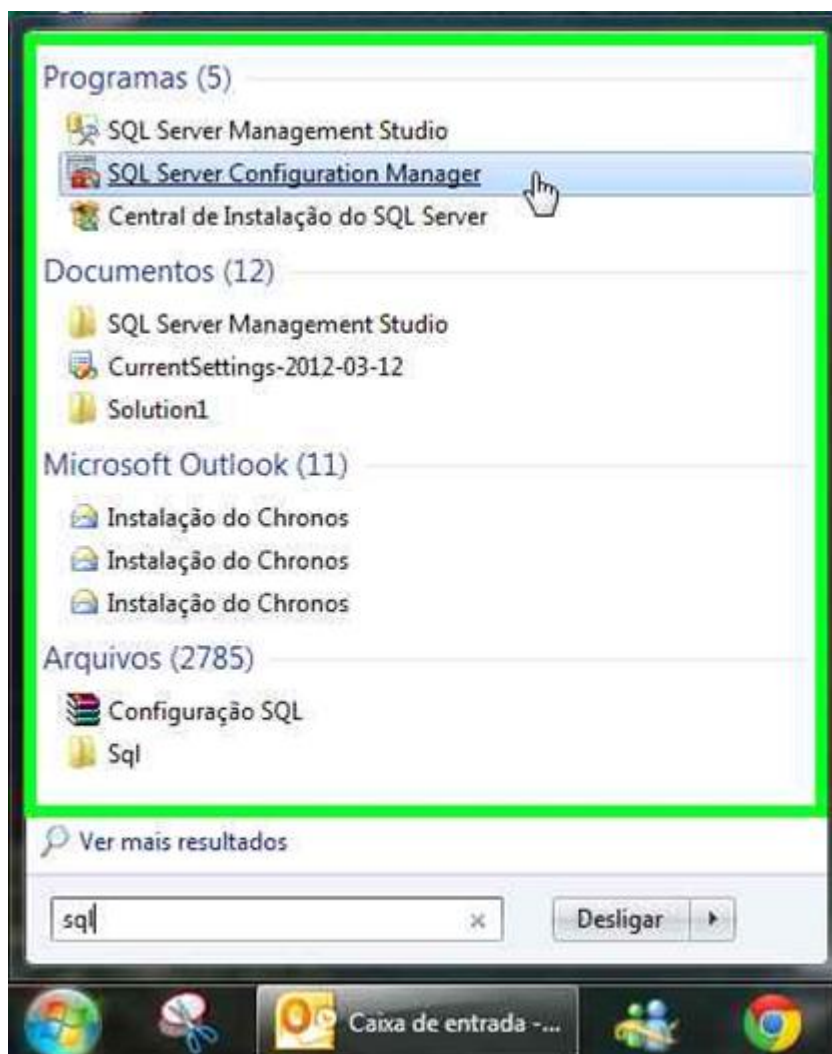 Programas (5)
SQL Server Management Studio
SQL Server Configuration Manager
Central de Instalação do SQL Server
Documentos (12)
SQL Server Management Studio
CurrentSettings-2012-03-12
Solution1
Microsoft Outlook (11)
Instalação do Chronos
Instalação do Chronos
Instalação do Chronos
Arquivos (2785)
Configuração SQL
Sql
Ver mais resultados
sql
Desligar
Caixa de entrada -...